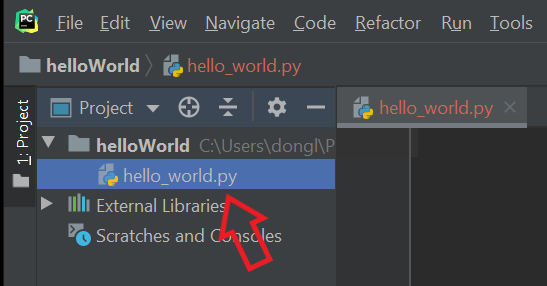 PC File Edit View Navigate Code Refactor Run Tools
helloWorld hello_world.py
1: Project
Project hello_world.py
helloWorld C:\Users\dongl\P
hello_world.py
External Libraries
Scratches and Consoles